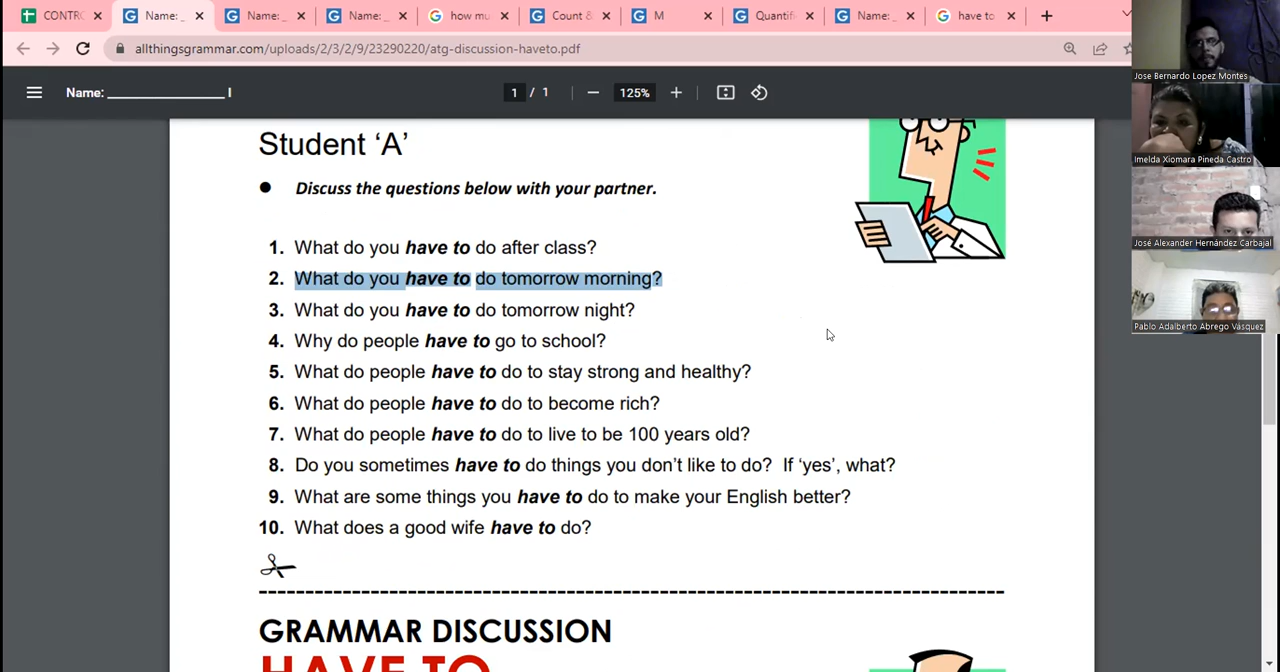 CONTRC
Name: _
Name: _
Name: _
how mu
Count &
M
Quantifi
Name: _
have to
allthingsgrammar.com/uploads/2/3/2/9/23290220/atg-discussion-haveto.pdf
Name: ________________ I
1 / 1
125%
Jose Bernardo Lopez Montes
Imelda Xiomara Pineda Castro
José Alexander Hernández Carbajal
Pablo Adalberto Abrego Vásquez
Student ‘A’
● Discuss the questions below with your partner.
1. What do you have to do after class?
2. What do you have to do tomorrow morning?
3. What do you have to do tomorrow night?
4. Why do people have to go to school?
5. What do people have to do to stay strong and healthy?
6. What do people have to do to become rich?
7. What do people have to do to live to be 100 years old?
8. Do you sometimes have to do things you don’t like to do? If ‘yes’, what?
9. What are some things you have to do to make your English better?
10. What does a good wife have to do?
GRAMMAR DISCUSSION
HAVE TO